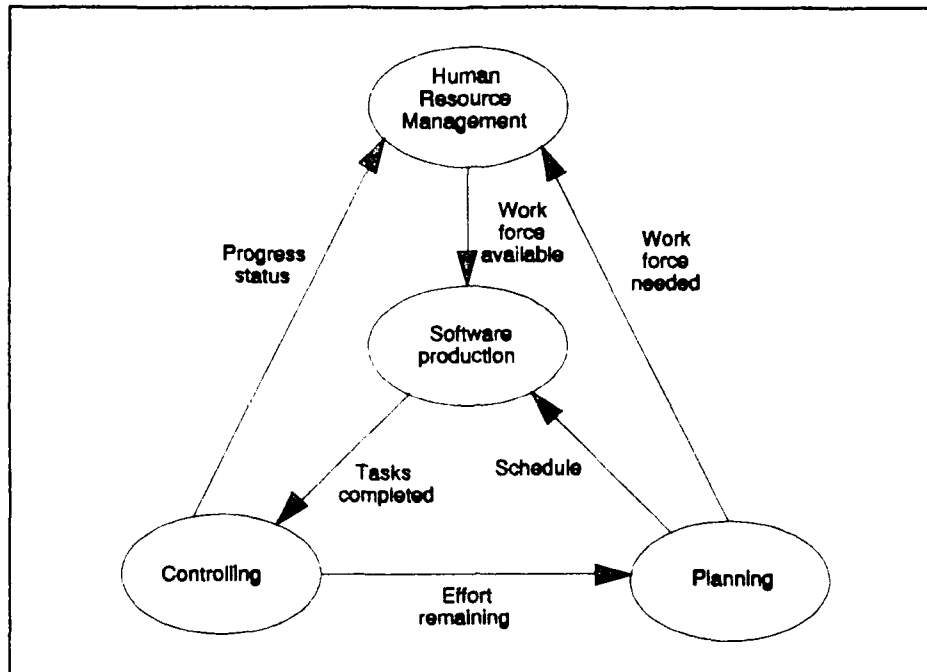 Human
Resource
Management
Work
force
available
Progress
status
Work
force
needed
Software
production
Tasks
completed
Schedule
Controlling
Planning
Effort
remaining